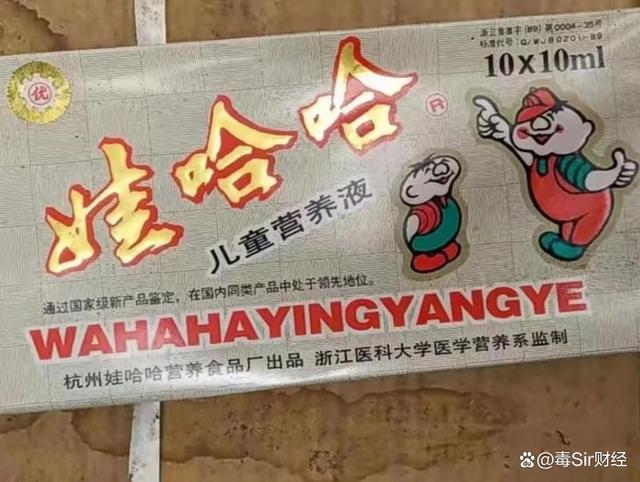 浙卫食准字(89)第0004-35号
标准代号:Q/WJB0201-89
10×10ml
优
娃哈哈®
儿童营养液
通过国家级新产品鉴定,在国内同类产品中处于领先地位。
WAHAHAYINGYANGYE
杭州娃哈哈营养食品厂出品 浙江医科大学医学营养系监制
@毒Sir财经